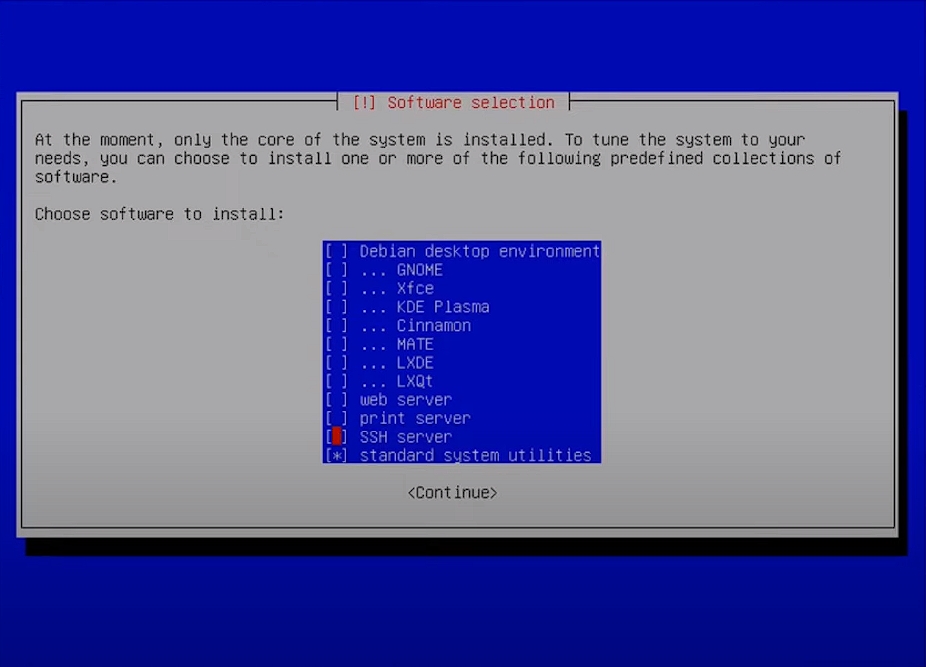 [!] Software selection
At the moment, only the core of the system is installed. To tune the system to your
needs, you can choose to install one or more of the following predefined collections of
software.
Choose software to install:
[ ] Debian desktop environment
[ ] ... GNOME
[ ] ... Xfce
[ ] ... KDE Plasma
[ ] ... Cinnamon
[ ] ... MATE
[ ] ... LXDE
[ ] ... LXQt
[ ] web server
[ ] print server
[ ] SSH server
[*] standard system utilities
<Continue>